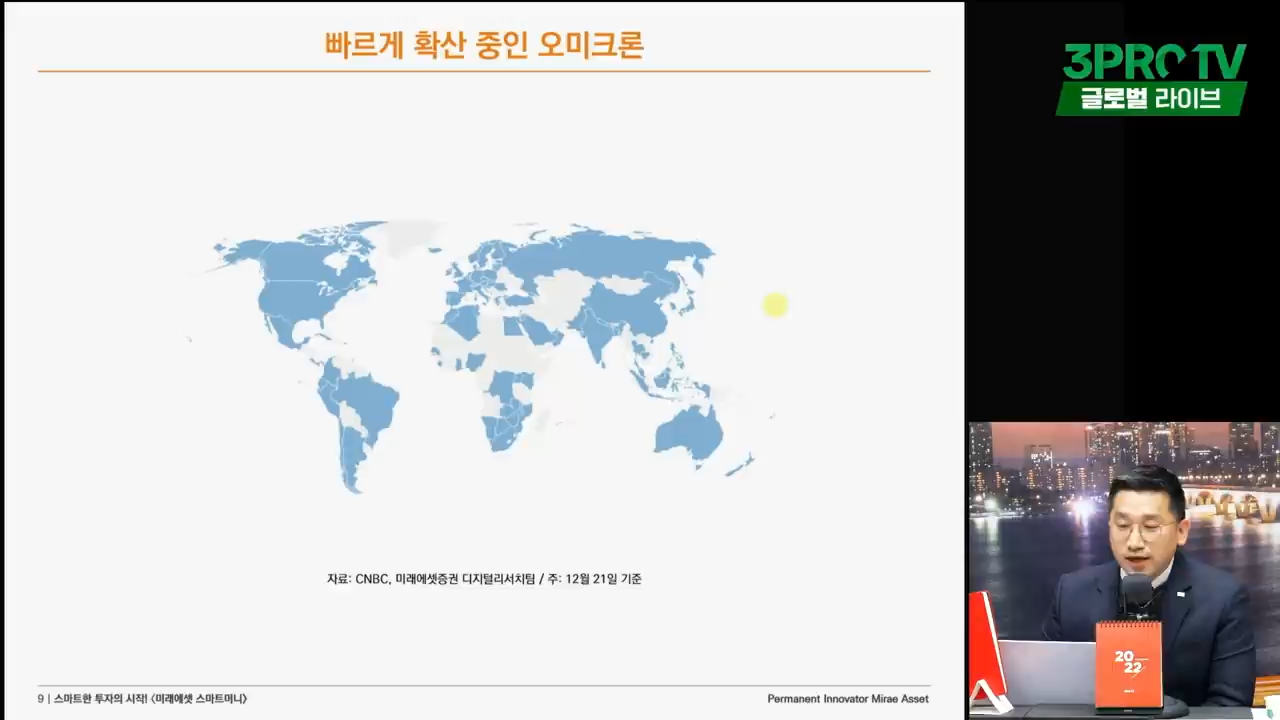 빠르게 확산 중인 오미크론
3PRO TV
글로벌 라이브
자료: CNBC, 미래에셋증권 디지털리서치팀 / 주: 12월 21일 기준
20
22
9 | 스마트한 투자의 시작! 〈미래에셋 스마트머니〉
Permanent Innovator Mirae Asset